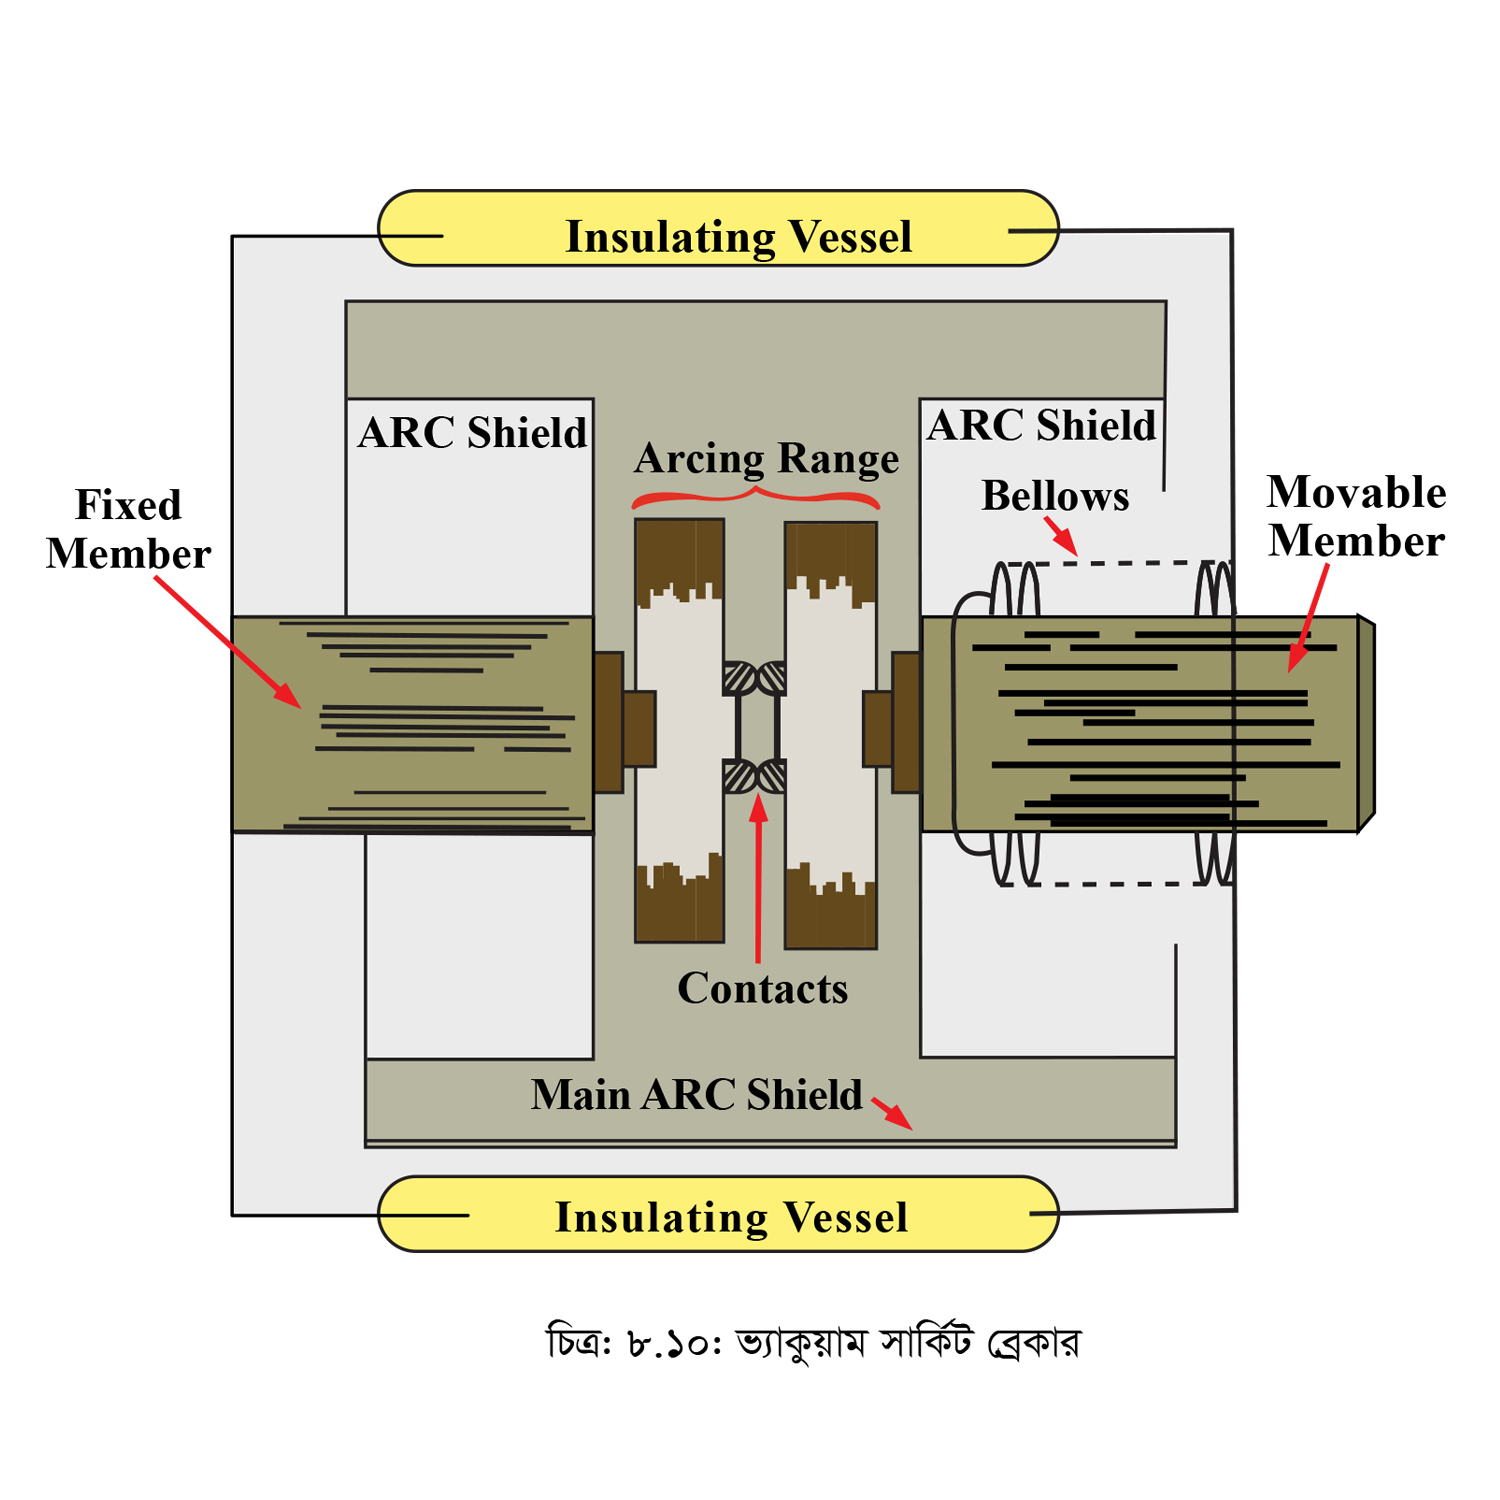 Insulating Vessel
ARC Shield
ARC Shield
Arcing Range
Bellows
Fixed
Member
Movable
Member
Contacts
Main ARC Shield
Insulating Vessel
চিত্র: ৮.১০: ভ্যাকুয়াম সার্কিট ব্রেকার